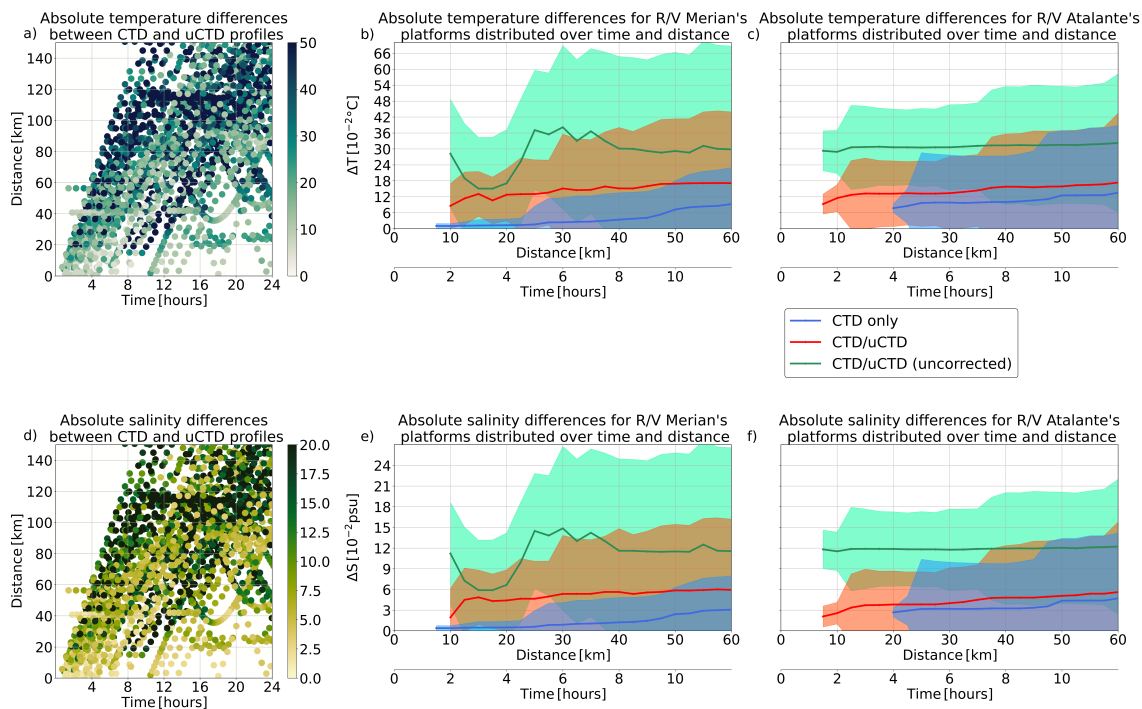 Absolute temperature differences
between CTD and uCTD profiles
a)
140
120
100
80
60
40
20
0
Distance [km]
4 8 12 16 20 24
Time [hours]
50
40
30
20
10
0
Absolute temperature differences for R/V Merian's
platforms distributed over time and distance
b)
66
60
54
48
42
36
30
24
18
12
6
0
ΔT [10⁻²°C]
0 10 20 30 40 50 60
Distance [km]
0 2 4 6 8 10
Time [hours]
Absolute temperature differences for R/V Atalante's
platforms distributed over time and distance
c)
0 10 20 30 40 50 60
Distance [km]
0 2 4 6 8 10
Time [hours]
CTD only
CTD/uCTD
CTD/uCTD (uncorrected)
Absolute salinity differences
between CTD and uCTD profiles
d)
140
120
100
80
60
40
20
0
Distance [km]
4 8 12 16 20 24
Time [hours]
20.0
17.5
15.0
12.5
10.0
7.5
5.0
2.5
0.0
Absolute salinity differences for R/V Merian's
platforms distributed over time and distance
e)
24
21
18
15
12
9
6
3
0
ΔS [10⁻²psu]
0 10 20 30 40 50 60
Distance [km]
0 2 4 6 8 10
Time [hours]
Absolute salinity differences for R/V Atalante's
platforms distributed over time and distance
f)
0 10 20 30 40 50 60
Distance [km]
0 2 4 6 8 10
Time [hours]